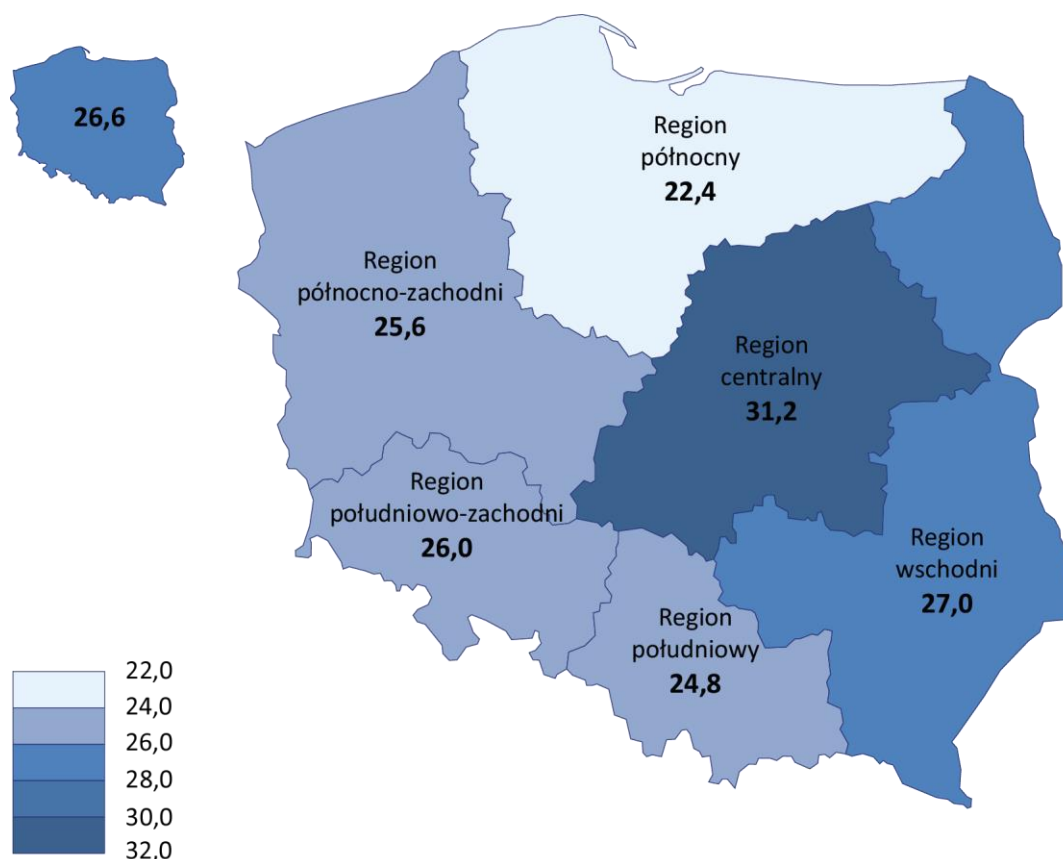 26,6
Region
północny
22,4
Region
północno-zachodni
25,6
Region
centralny
31,2
Region
południowo-zachodni
26,0
Region
wschodni
27,0
Region
południowy
24,8
22,0
24,0
26,0
28,0
30,0
32,0